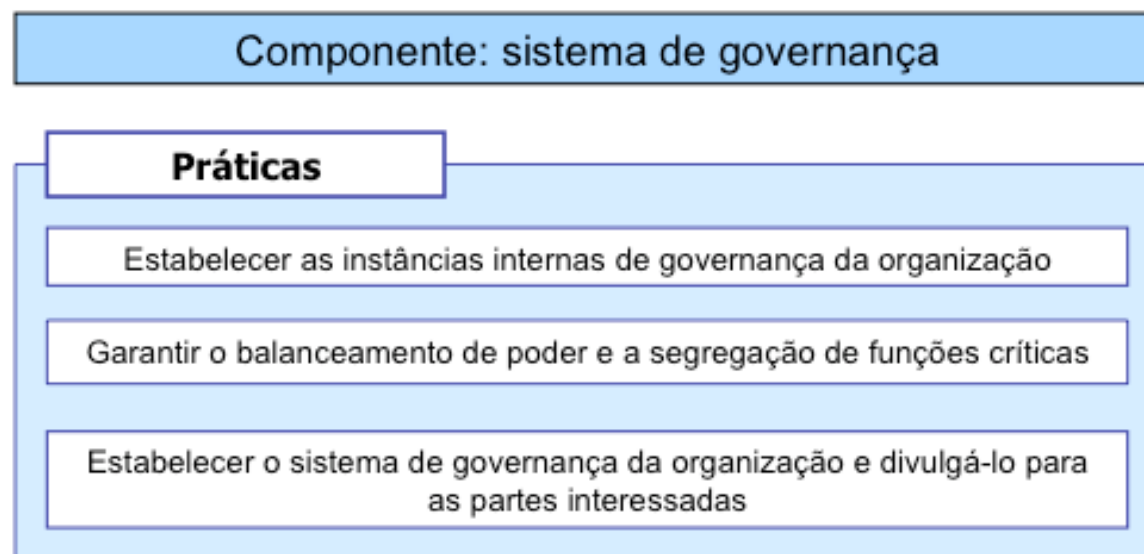 Componente: sistema de governança
Práticas
Estabelecer as instâncias internas de governança da organização
Garantir o balanceamento de poder e a segregação de funções críticas
Estabelecer o sistema de governança da organização e divulgá-lo para
as partes interessadas